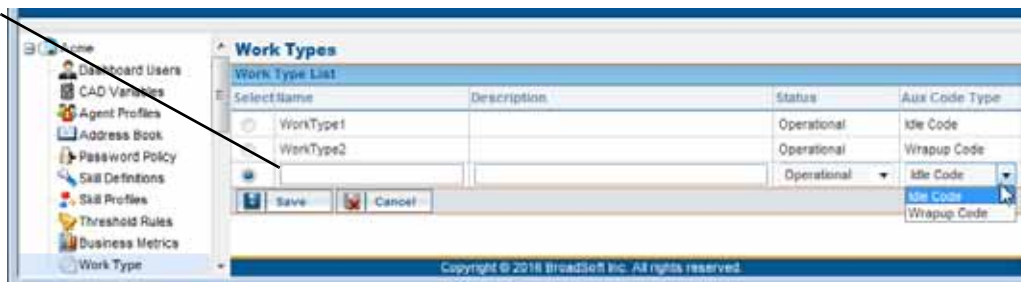 Acme
Dashboard Users
CAD Variables
Agent Profiles
Address Book
Password Policy
Skill Definitions
Skill Profiles
Threshold Rules
Business Metrics
Work Type
Work Types
Work Type List
Select Name Description Status Aux Code Type
WorkType1 Operational Idle Code
WorkType2 Operational Wrapup Code
Operational Idle Code
Save Cancel
Idle Code
Wrapup Code
Copyright © 2016 BroadSoft Inc. All rights reserved.